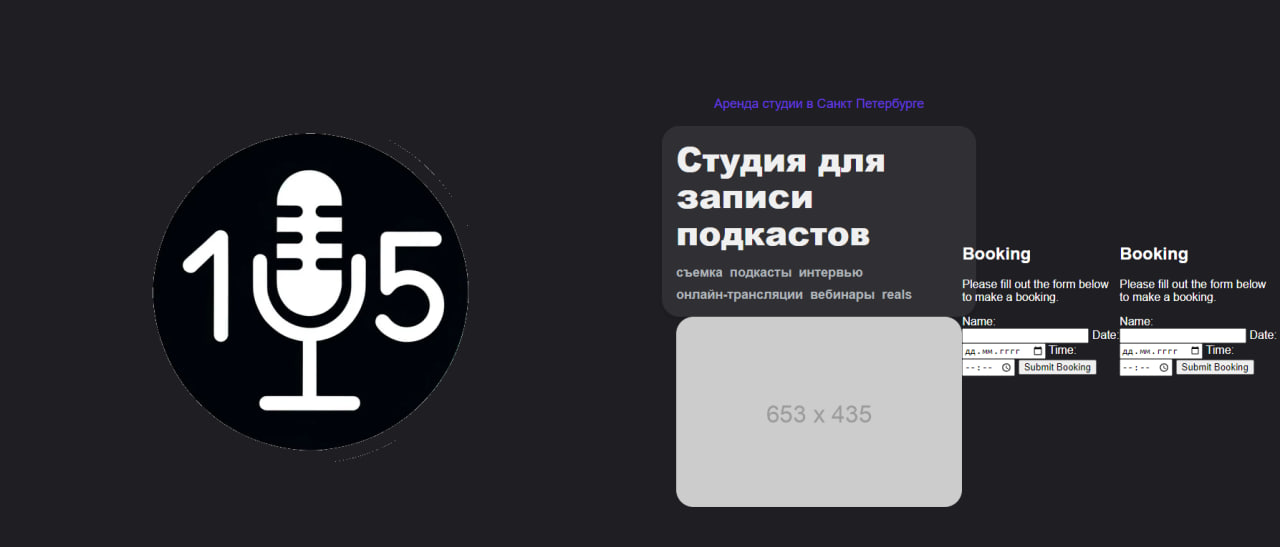 Аренда студии в Санкт Петербурге
105
Студия для
записи
подкастов
съемка подкасты интервью
онлайн-трансляции вебинары reals
653 x 435
Booking
Please fill out the form below
to make a booking.
Name:
Date:
дд.мм.гггг Time:
--:-- Submit Booking
Booking
Please fill out the form below
to make a booking.
Name:
Date:
дд.мм.гггг Time:
--:-- Submit Booking